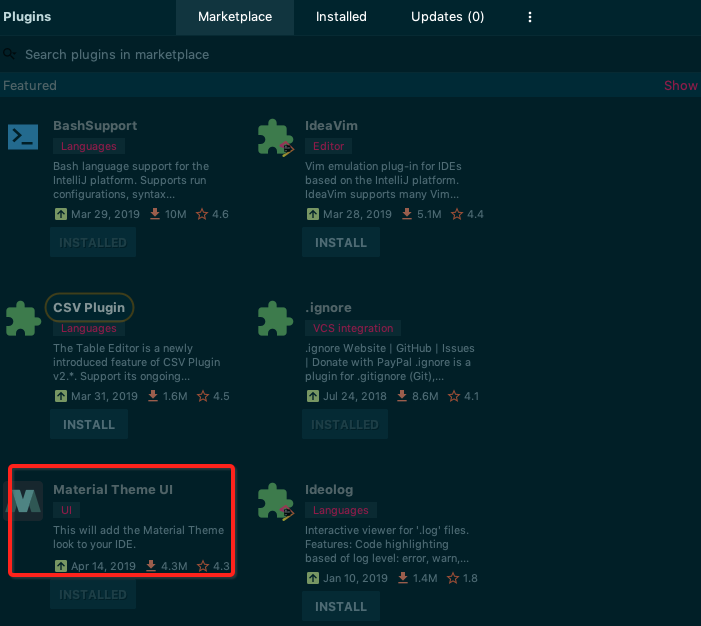 Plugins
Marketplace
Installed
Updates (0)
Search plugins in marketplace
Featured
Show
BashSupport
Languages
Bash language support for the
IntelliJ platform. Supports run
configurations, syntax...
Mar 29, 2019 10M 4.6
INSTALLED
IdeaVim
Editor
Vim emulation plug-in for IDEs
based on the IntelliJ platform.
IdeaVim supports many Vim...
Mar 28, 2019 5.1M 4.4
INSTALL
CSV Plugin
Languages
The Table Editor is a newly
introduced feature of CSV Plugin
v2.*. Support its ongoing...
Mar 31, 2019 1.6M 4.5
INSTALL
.ignore
VCS integration
.ignore Website | GitHub | Issues
| Donate with PayPal .ignore is a
plugin for .gitignore (Git),...
Jul 24, 2018 8.6M 4.1
INSTALLED
Material Theme UI
UI
This will add the Material Theme
look to your IDE.
Apr 14, 2019 4.3M 4.3
INSTALLED
Ideolog
Languages
Interactive viewer for '.log' files.
Features: Code highlighting
based on log level: error, warn,...
Jan 10, 2019 1.4M 1.8
INSTALL